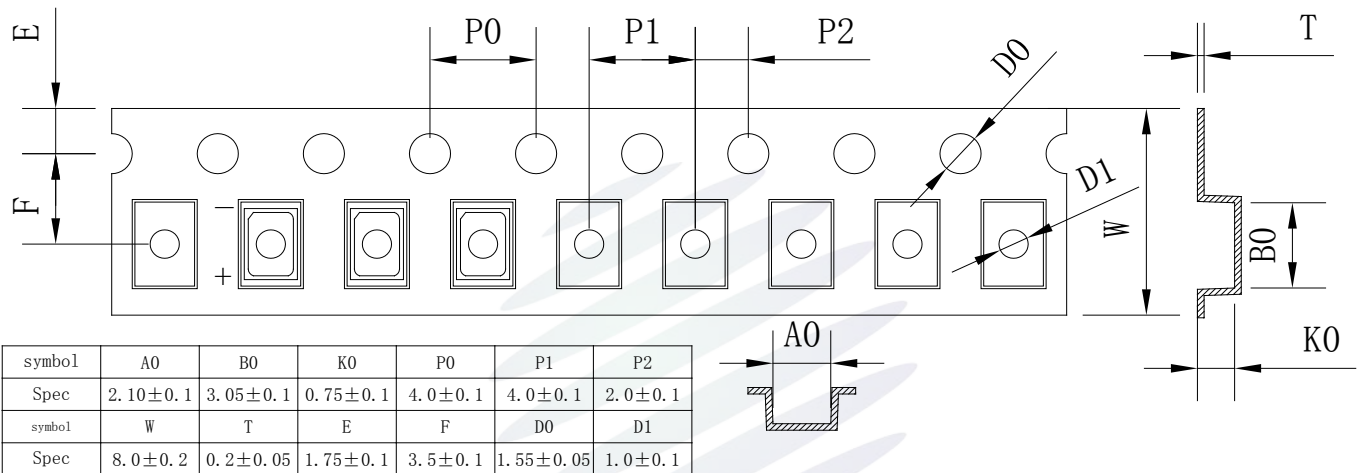 E
P0
P1
P2
D0
T
F
D1
W
B0
−
+
A0
K0
symbol A0 B0 K0 P0 P1 P2
Spec 2.10±0.1 3.05±0.1 0.75±0.1 4.0±0.1 4.0±0.1 2.0±0.1
symbol W T E F D0 D1
Spec 8.0±0.2 0.2±0.05 1.75±0.1 3.5±0.1 1.55±0.05 1.0±0.1